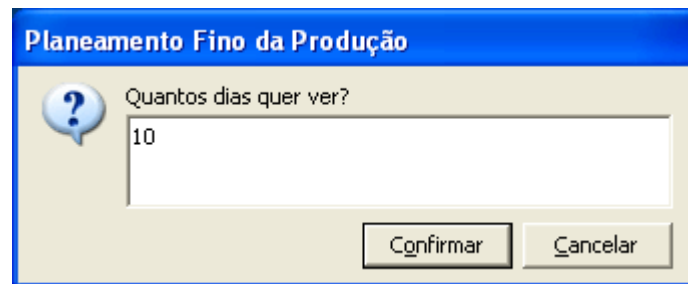 Planeamento Fino da Produção
Quantos dias quer ver?
10
Confirmar Cancelar